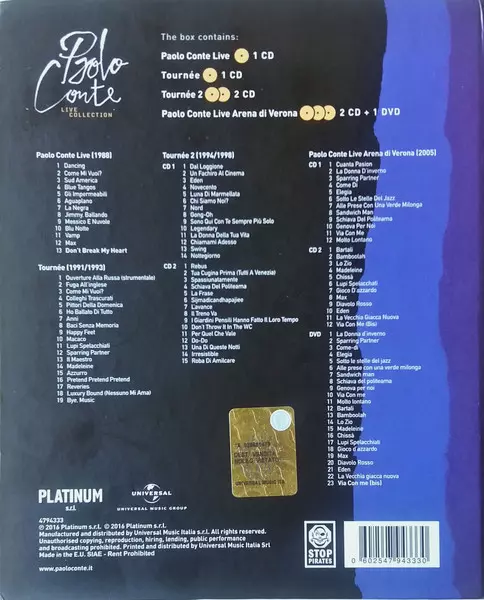 Paolo
Conte
LIVE
COLLECTION
The box contains:
Paolo Conte Live 1 CD
Tournée 1 CD
Tournée 2 2 CD
Paolo Conte Live Arena di Verona 2 CD + 1 DVD
Paolo Conte Live (1988)
1 Dancing
2 Come Mi Vuoi?
3 Sud America
4 Blue Tangos
5 Gli Impermeabili
6 Aguaplano
7 La Negra
8 Jimmy Ballando
9 Messico E Nuvole
10 Blu Notte
11 Vamp
12 Max
13 Don't Break My Heart
Tournée (1991/1993)
1 Ouverture Alla Russa (strumentale)
2 Fuga All'inglese
3 Come Mi Vuoi?
4 Colleghi Trascurati
5 Pittori Della Domenica
6 Ho Ballato Di Tutto
7 Anni
8 Baci Senza Memoria
9 Happy Feet
10 Macaco
11 Lupi Spelacchiati
12 Sparring Partner
13 Il Maestro
14 Madeleine
15 Azzurro
16 Pretend Pretend Pretend
17 Reveries
18 Luxury Bound (Nessuno Mi Ama)
19 Bye, Music
Tournée 2 (1994/1998)
CD 1 1 Dal Loggione
2 Un Fachiro Al Cinema
3 Eden
4 Novecento
5 Luna Di Marmellata
6 Chi Siamo Noi?
7 Nord
8 Gong-Oh
9 Sono Qui Con Te Sempre Più Solo
10 Legendary
11 La Donna Della Tua Vita
12 Chiamami Adesso
13 Swing
14 Nottegiorno
CD 2 1 Rebus
2 Tua Cugina Prima (Tutti A Venezia)
3 Spassiunatamente
4 Schiava Del Politeama
5 La Frase
6 Sijmadicandhapajiee
7 L'avance
8 Il Treno Va
9 I Giardini Pensili Hanno Fatto Il Loro Tempo
10 Don't Throw It In The WC
11 Per Quel Che Vale
12 Do-Do
13 Una Di Queste Notti
14 Irresistible
15 Roba Di Amilcare
Paolo Conte Live Arena di Verona (2005)
CD 1 1 Cuanta Pasion
2 La Donna D'inverno
3 Sparring Partner
4 Come Di
5 Elegia
6 Sotto Le Stelle Del Jazz
7 Alle Prese Con Una Verde Milonga
8 Sandwich Man
9 Schiava Del Politeama
10 Genova Per Noi
11 Via Con Me
12 Molto Lontano
CD 2 1 Bartali
2 Bamboolah
3 Lo Zio
4 Madeleine
5 Chissà
6 Lupi Spelacchiati
7 Gioco D'azzardo
8 Max
9 Diavolo Rosso
10 Eden
11 La Vecchia Giacca Nuova
12 Via Con Me (Bis)
DVD 1 La Donna d'inverno
2 Sparring Partner
3 Come-di
4 Elegia
5 Sotto le stelle del jazz
6 Alle prese con una verde milonga
7 Sandwich man
8 Schiava del politeama
9 Genova per noi
10 Via Con me
11 Molto lontano
12 Bartali
13 Bamboolah
14 Lo Zio
15 Madeleine
16 Chissà
17 Lupi Spelacchiati
18 Gioco d'azzardo
19 Max
20 Diavolo Rosso
21 Eden
22 La Vecchia giacca nuova
23 Via Con me (bis)
PLATINUM
s.r.l.
UNIVERSAL
UNIVERSAL MUSIC GROUP
4794333
℗ 2016 Platinum s.r.l. © 2016 Platinum s.r.l.
Manufactured and distributed by Universal Music Italia s.r.l. All rights reserved.
Unauthorised copying, reproduction, hiring, lending, public performance
and broadcasting prohibited. Printed and distributed by Universal Music Italia Srl
Made in the E.U. SIAE - Rent Prohibited
www.paoloconte.it
STOP
PIRATES
0 602547 943330